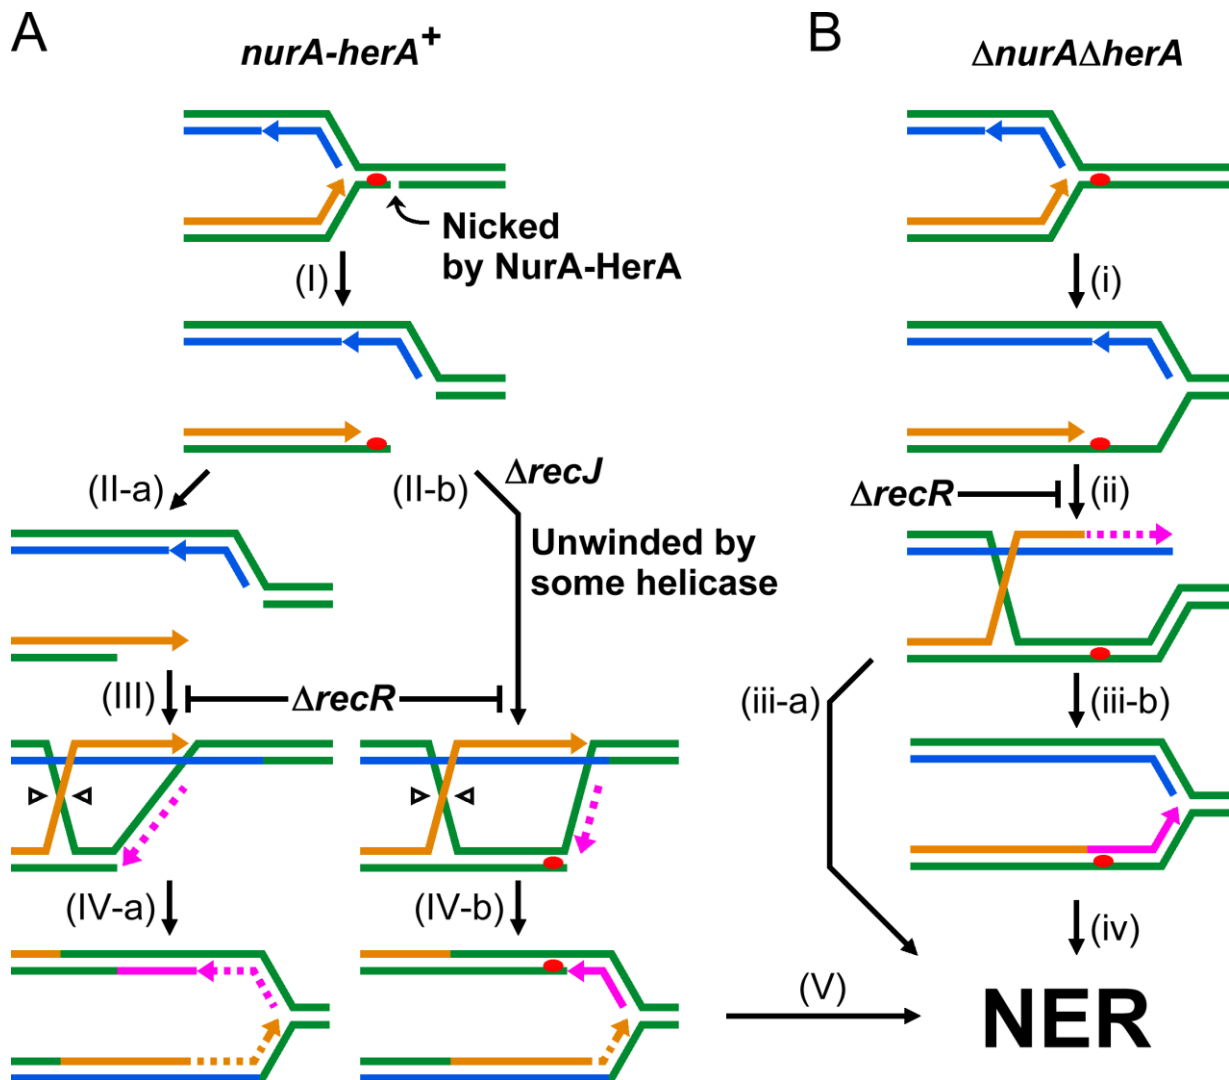 A
nurA-herA+
B
ΔnurAΔherA
Nicked
by NurA-HerA
(I)
(i)
(II-a)
(II-b)
ΔrecJ
ΔrecR
(ii)
Unwinded by
some helicase
(III)
ΔrecR
(iii-a)
(iii-b)
(IV-a)
(IV-b)
(iv)
(V)
NER